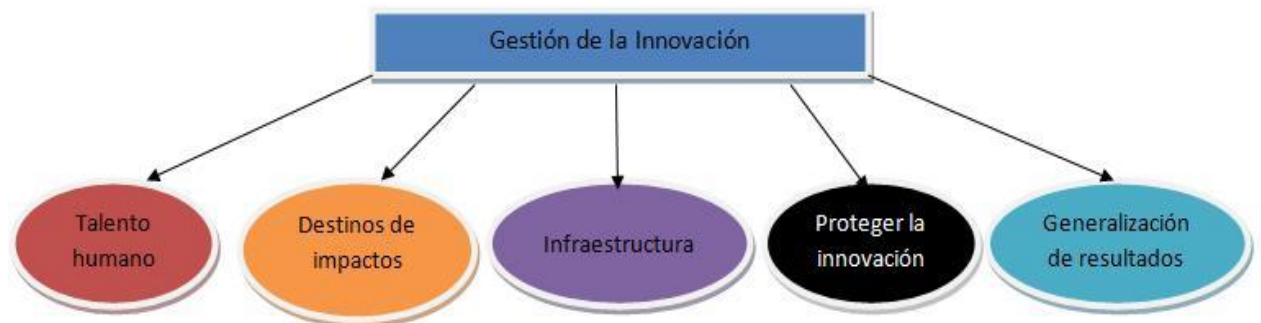 Gestión de la Innovación
Talento
humano
Destinos de
impactos
Infraestructura
Proteger la
innovación
Generalización
de resultados